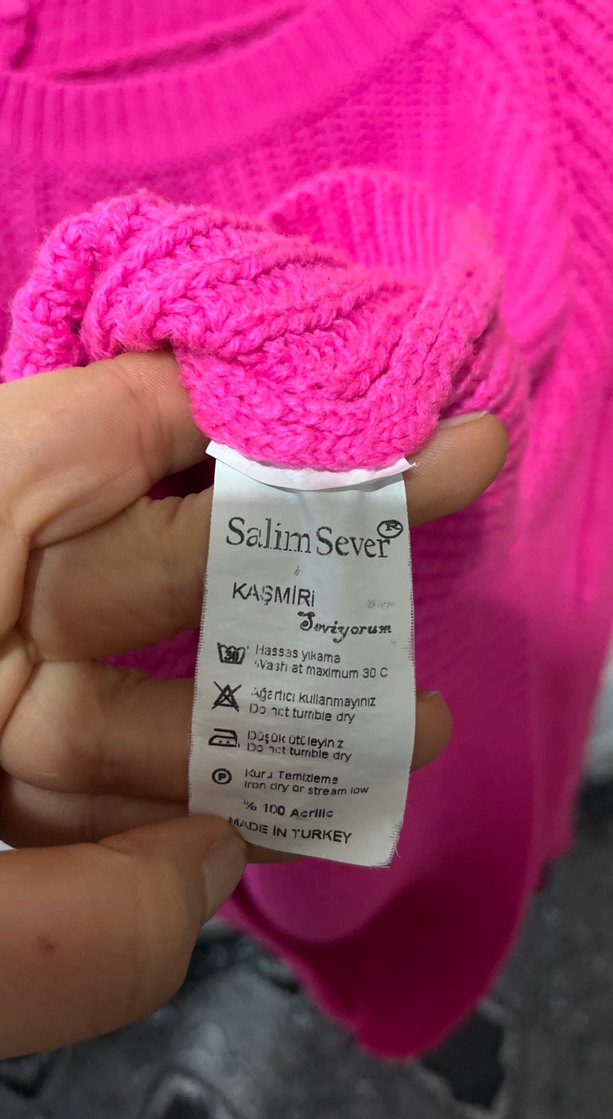 Salim Sever ®
KAŞMİRİ
Seviyorum
30
Hassas yıkama
Wash at maximum 30 C
Ağartıcı kullanmayınız
Do not tumble dry
Düşük ütüleyiniz
Do not tumble dry
P
Kuru Temizleme
Iron dry or stream low
% 100 Acrilic
MADE IN TURKEY